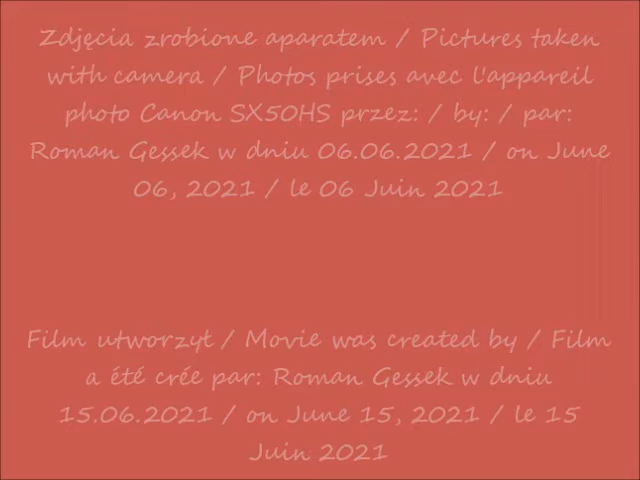 Zdjęcia zrobione aparatem / Pictures taken
with camera / Photos prises avec l'appareil
photo Canon SX50HS przez: / by: / par:
Roman Gessek w dniu 06.06.2021 / on June
06, 2021 / le 06 Juin 2021
Film utworzył / Movie was created by / Film
a été crée par: Roman Gessek w dniu
15.06.2021 / on June 15, 2021 / le 15
Juin 2021